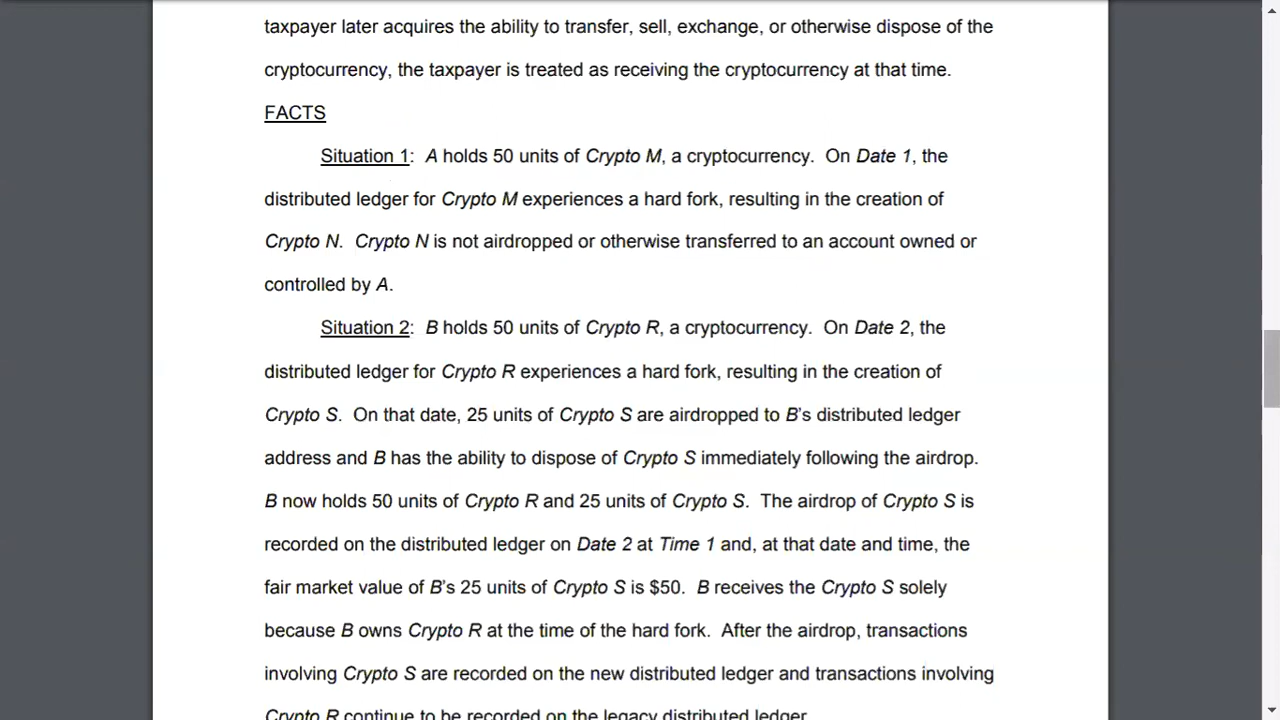 taxpayer later acquires the ability to transfer, sell, exchange, or otherwise dispose of the
cryptocurrency, the taxpayer is treated as receiving the cryptocurrency at that time.
FACTS
Situation 1:  A holds 50 units of Crypto M, a cryptocurrency.  On Date 1, the
distributed ledger for Crypto M experiences a hard fork, resulting in the creation of
Crypto N.  Crypto N is not airdropped or otherwise transferred to an account owned or
controlled by A.
Situation 2:  B holds 50 units of Crypto R, a cryptocurrency.  On Date 2, the
distributed ledger for Crypto R experiences a hard fork, resulting in the creation of
Crypto S.  On that date, 25 units of Crypto S are airdropped to B's distributed ledger
address and B has the ability to dispose of Crypto S immediately following the airdrop.
B now holds 50 units of Crypto R and 25 units of Crypto S.  The airdrop of Crypto S is
recorded on the distributed ledger on Date 2 at Time 1 and, at that date and time, the
fair market value of B's 25 units of Crypto S is $50.  B receives the Crypto S solely
because B owns Crypto R at the time of the hard fork.  After the airdrop, transactions
involving Crypto S are recorded on the new distributed ledger and transactions involving
Crypto R continue to be recorded on the legacy distributed ledger.